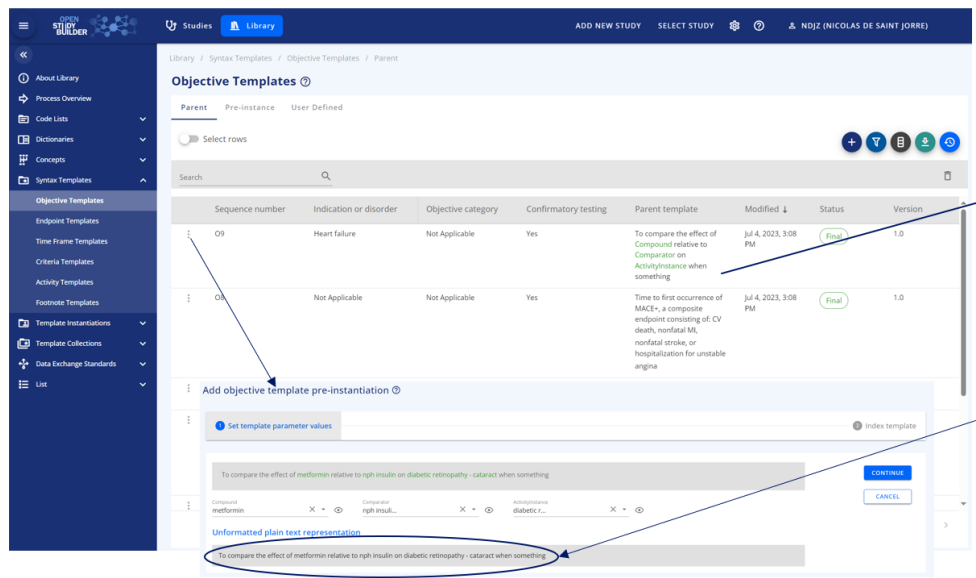 OPEN
STUDY
BUILDER
Studies
Library
ADD NEW STUDY
SELECT STUDY
NDJZ (NICOLAS DE SAINT JORRE)
About Library
Process Overview
Code Lists
Dictionaries
Concepts
Syntax Templates
Objective Templates
Endpoint Templates
Time Frame Templates
Criteria Templates
Activity Templates
Footnote Templates
Template Instantiations
Template Collections
Data Exchange Standards
List
Library / Syntax Templates / Objective Templates / Parent
Objective Templates
Parent Pre-instance User Defined
Select rows
Search
Sequence number Indication or disorder Objective category Confirmatory testing Parent template Modified ↓ Status Version
O9 Heart failure Not Applicable Yes To compare the effect of Jul 4, 2023, 3:08 Final 1.0
Compound relative to PM
Comparator on
ActivityInstance when
something
O8 Not Applicable Not Applicable Yes Time to first occurrence of Jul 4, 2023, 3:08 Final 1.0
MACE+, a composite PM
endpoint consisting of: CV
death, nonfatal MI,
nonfatal stroke, or
hospitalization for unstable
angina
Add objective template pre-instantiation
1 Set template parameter values
2 Index template
To compare the effect of metformin relative to nph insulin on diabetic retinopathy - cataract when something
CONTINUE
CANCEL
Compound Comparator ActivityInstance
metformin nph insuli... diabetic r...
Unformatted plain text representation
To compare the effect of metformin relative to nph insulin on diabetic retinopathy - cataract when something